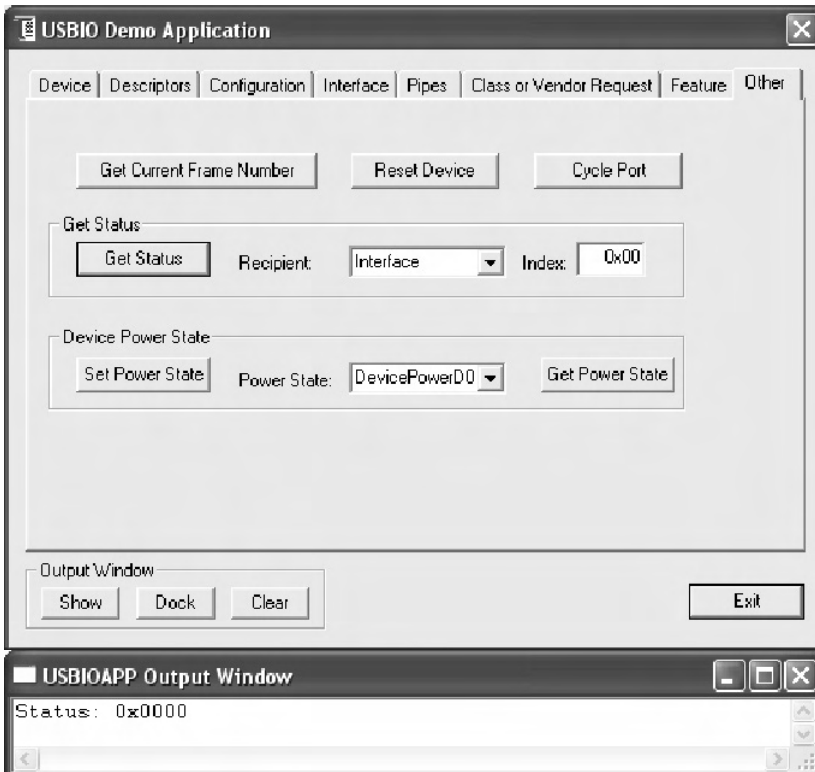 USBIO Demo Application
Device Descriptors Configuration Interface Pipes Class or Vendor Request Feature Other
Get Current Frame Number Reset Device Cycle Port
Get Status
Get Status Recipient: Interface Index: 0x00
Device Power State
Set Power State Power State: DevicePowerD0 Get Power State
Output Window
Show Dock Clear Exit
USBIOAPP Output Window
Status: 0x0000